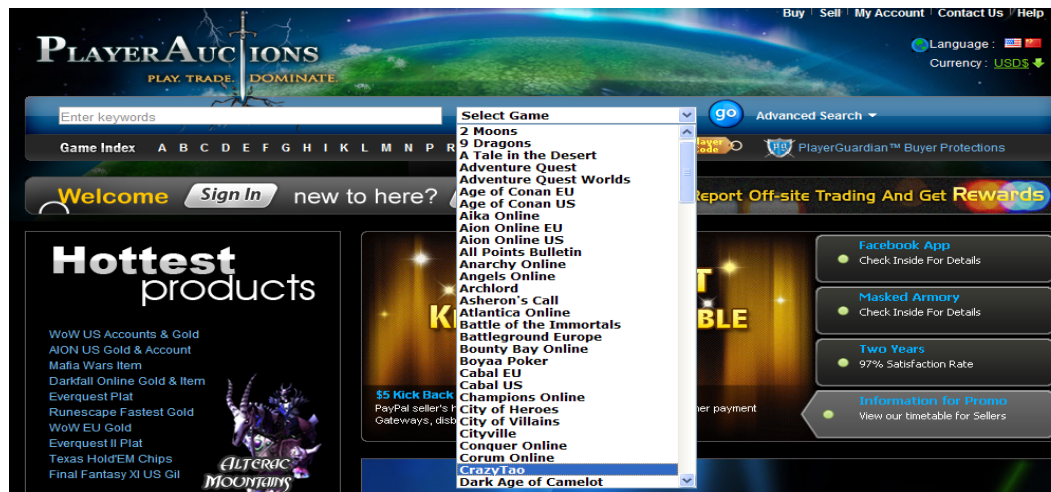 Buy Sell My Account Contact Us / Help
PLAYERAUCTIONS
PLAY. TRADE. DOMINATE.
Language :
Currency : USD$
Enter keywords
Select Game
go
Advanced Search
Game Index A B C D E F G H I K L M N P R
Code
PlayerGuardian™ Buyer Protections
Welcome Sign In new to here?
Report Off-site Trading And Get Rewards
2 Moons
9 Dragons
A Tale in the Desert
Adventure Quest
Adventure Quest Worlds
Age of Conan EU
Age of Conan US
Aika Online
Aion Online EU
Aion Online US
All Points Bulletin
Anarchy Online
Angels Online
Archlord
Asheron's Call
Atlantica Online
Battle of the Immortals
Battleground Europe
Bounty Bay Online
Boyaa Poker
Cabal EU
Cabal US
Champions Online
City of Heroes
City of Villains
Cityville
Conquer Online
Corum Online
CrazyTao
Dark Age of Camelot
Hottest
products
WoW US Accounts & Gold
AION US Gold & Account
Mafia Wars Item
Darkfall Online Gold & Item
Everquest Plat
Runescape Fastest Gold
WoW EU Gold
Everquest II Plat
Texas Hold'EM Chips
Final Fantasy XI US Gil
ALTERAC
MOUNTAINS
$5 Kick Back
PayPal seller's
Gateways,
payment
Facebook App
Check Inside For Details
Masked Armory
Check Inside For Details
Two Years
97% Satisfaction Rate
Information for Promo
View our timetable for Sellers